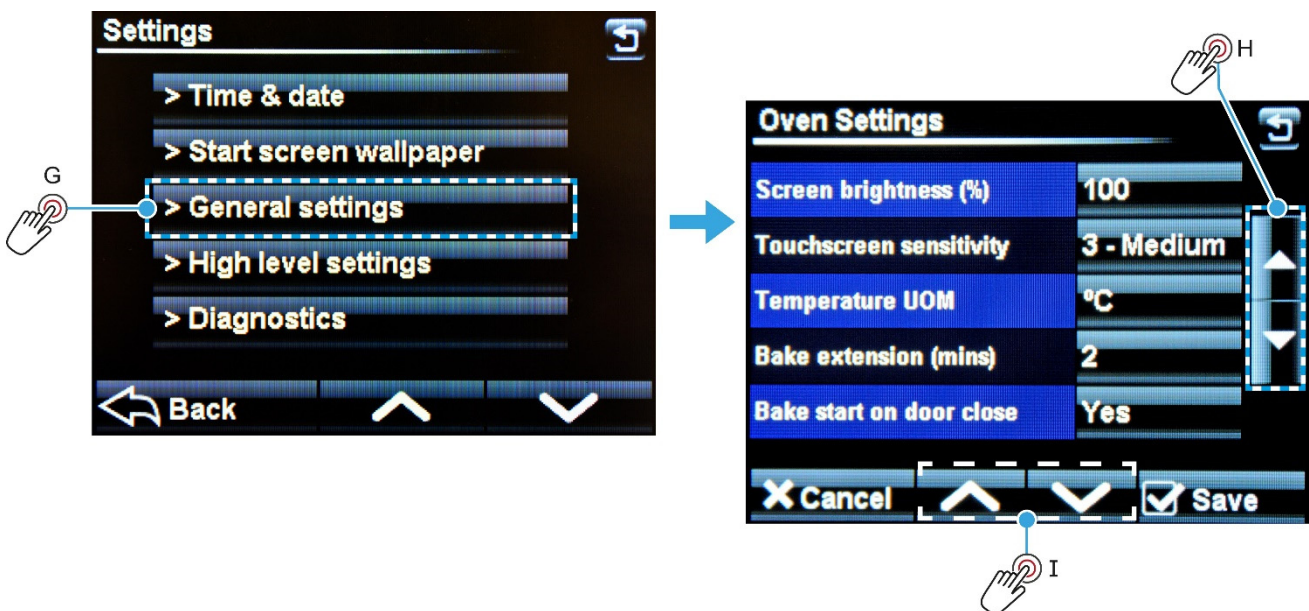 Settings
> Time & date
> Start screen wallpaper
G
> General settings
> High level settings
> Diagnostics
Back
H
Oven Settings
Screen brightness (%) 100
Touchscreen sensitivity 3 - Medium
Temperature UOM ºC
Bake extension (mins) 2
Bake start on door close Yes
Cancel Save
I